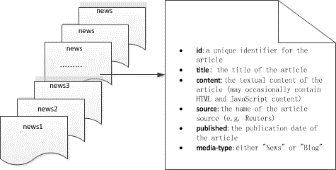 news
news
news
.........
news3
news2
news1
id: a unique identifier for the
article
title: the title of the article
content: the textual content of the
article (may occasionally contain
HTML and JavaScript content)
source: the name of the article
source (e.g. Reuters)
published: the publication date of
the article
media-type: either "News" or "Blog"